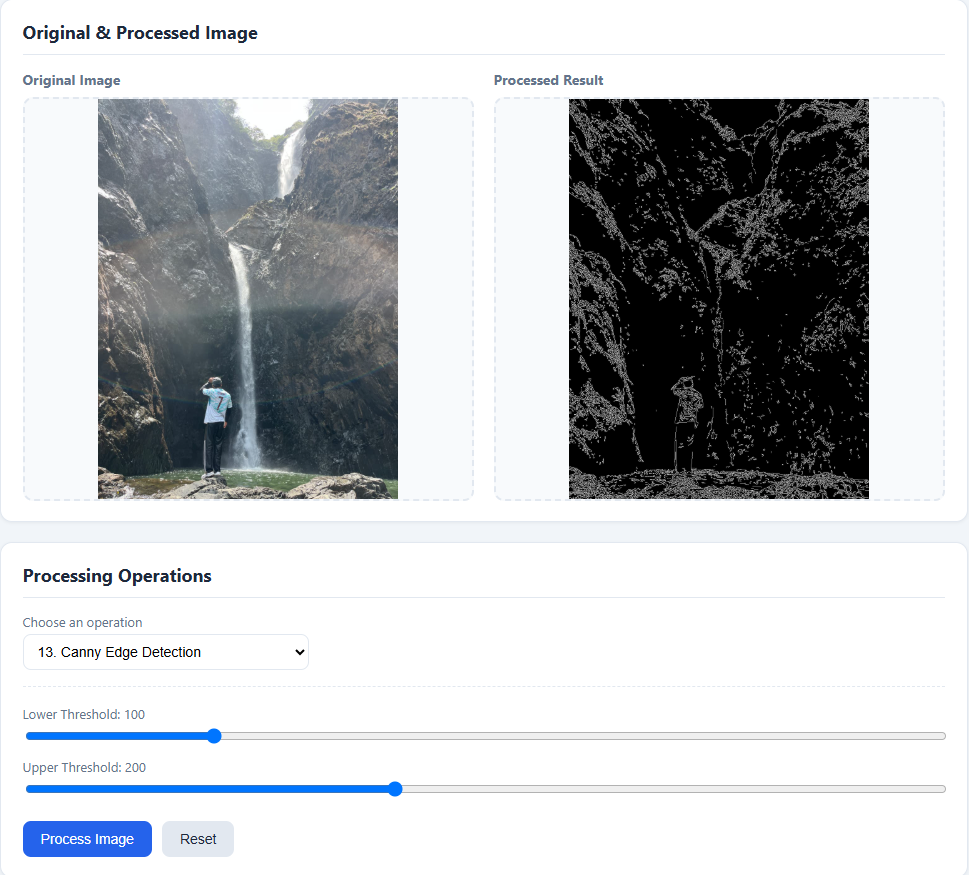 Original & Processed Image
Original Image
Processed Result
7
Processing Operations
Choose an operation
13. Canny Edge Detection
Lower Threshold: 100
Upper Threshold: 200
Process Image
Reset